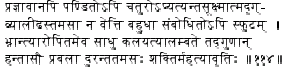 प्रज्ञावानपि पण्डितोऽपि चतुरोऽप्यत्यन्तसूक्ष्मात्मदृग्-
व्यालीढस्तमसा न वेत्ति बहुधा संबोधितोऽपि स्फुटम् ।
भ्रान्त्यारोपितमेव साधु कलयत्यालम्बते तद्गुणान्
हन्तासौ प्रबला दुरन्ततमसः शक्तिर्महत्यावृतिः ॥११४॥